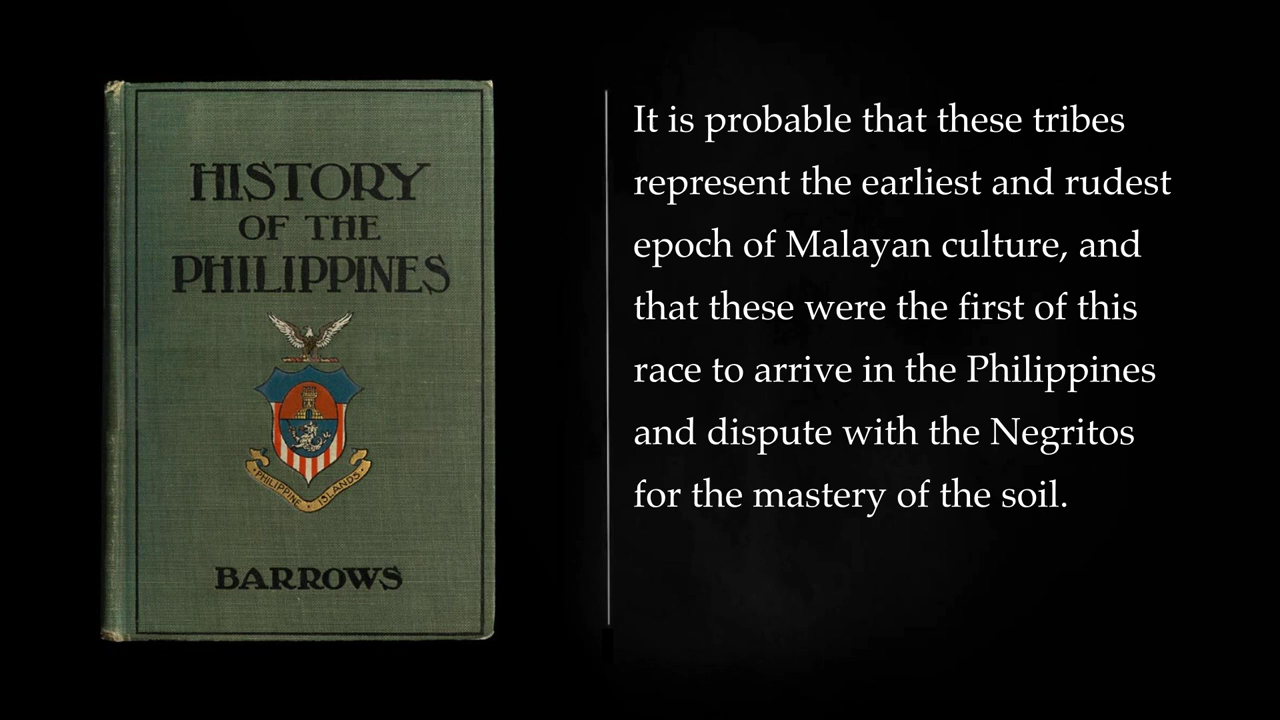 HISTORY
OF THE
PHILIPPINES
PHILIPPINE ISLANDS
BARROWS
It is probable that these tribes
represent the earliest and rudest
epoch of Malayan culture, and
that these were the first of this
race to arrive in the Philippines
and dispute with the Negritos
for the mastery of the soil.